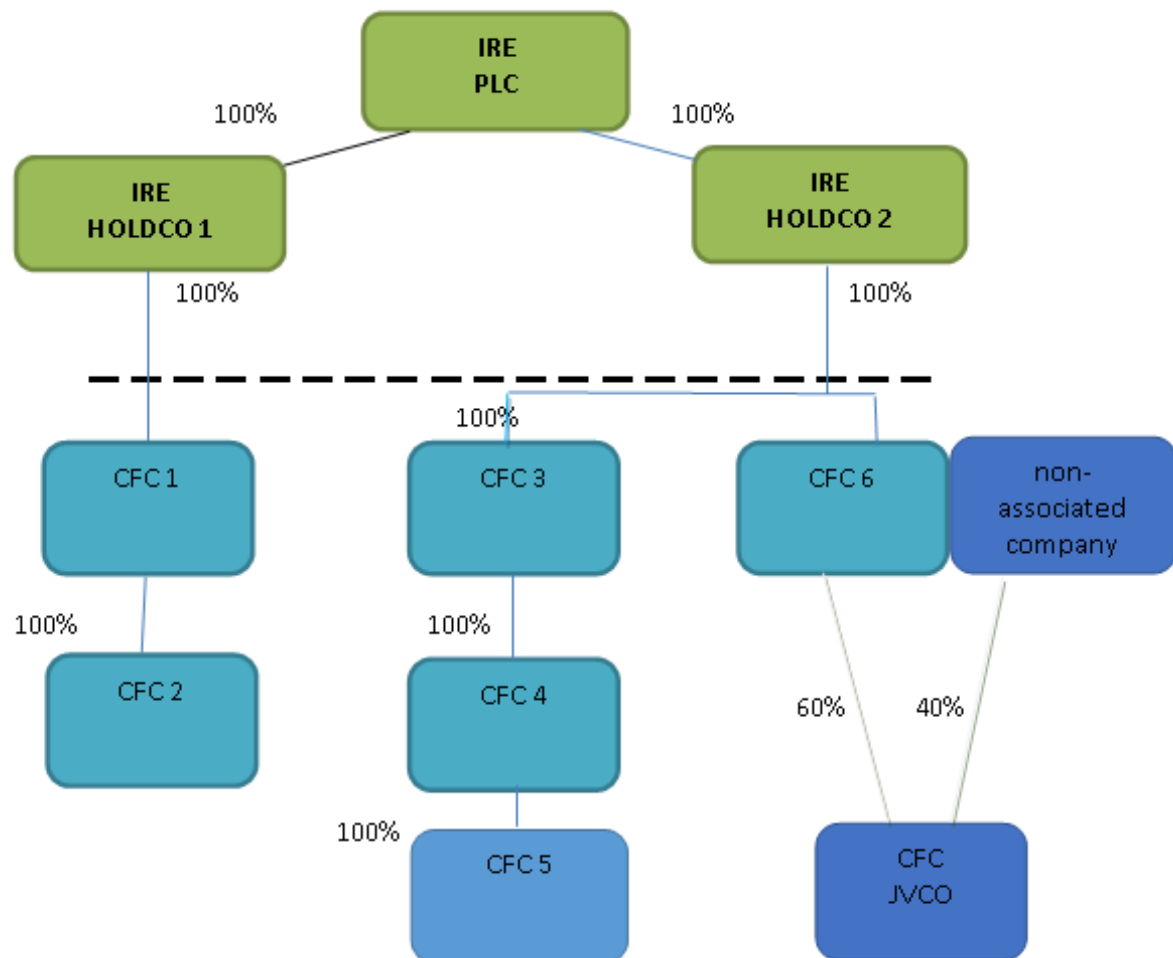 IRE
PLC
100%
100%
IRE
HOLDCO 1
IRE
HOLDCO 2
100%
100%
100%
CFC 1
CFC 3
CFC 6
non-
associated
company
100%
100%
CFC 2
CFC 4
60%
40%
100%
CFC 5
CFC
JVCO